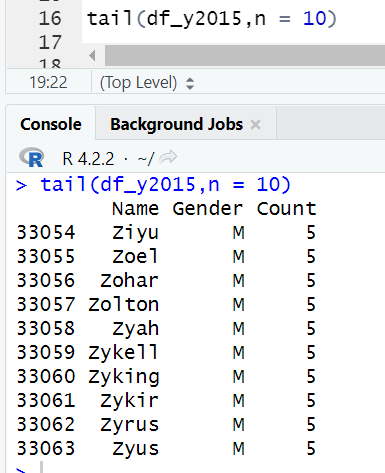 16 tail(df_y2015,n = 10)
17
18
19:22 (Top Level)
Console Background Jobs
R R 4.2.2 · ~/
> tail(df_y2015,n = 10)
Name Gender Count
33054 Ziyu M 5
33055 Zoel M 5
33056 Zohar M 5
33057 Zolton M 5
33058 Zyah M 5
33059 Zykell M 5
33060 Zyking M 5
33061 Zykir M 5
33062 Zyrus M 5
33063 Zyus M 5
>